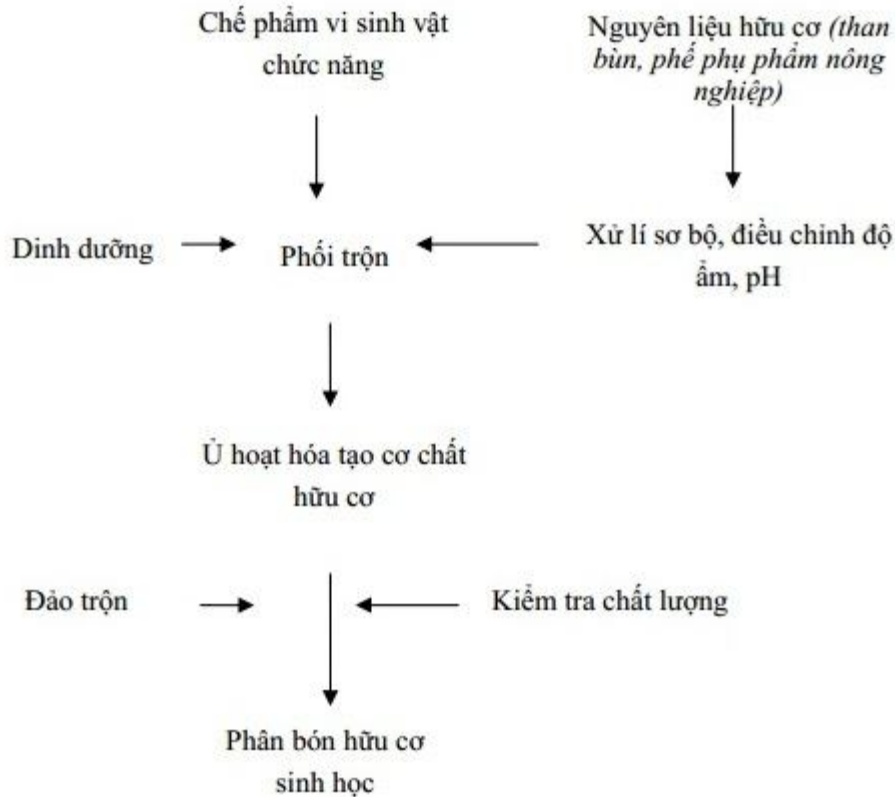 Chế phẩm vi sinh vật
chức năng
Nguyên liệu hữu cơ (than
bùn, phế phụ phẩm nông
nghiệp)
Dinh dưỡng
Phối trộn
Xử lí sơ bộ, điều chỉnh độ
ẩm, pH
Ủ hoạt hóa tạo cơ chất
hữu cơ
Đảo trộn
Kiểm tra chất lượng
Phân bón hữu cơ
sinh học